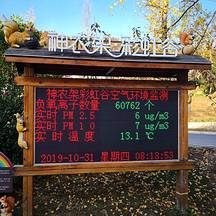 神农架彩虹谷
神农架彩虹谷空气环境监测
负氧离子数量 60762 个
实时 PM 2.5 6 ug/m3
实时 PM 10 7 ug/m3
实时 温度 13.1 ℃
2019-10-31 星期四 08:18:53